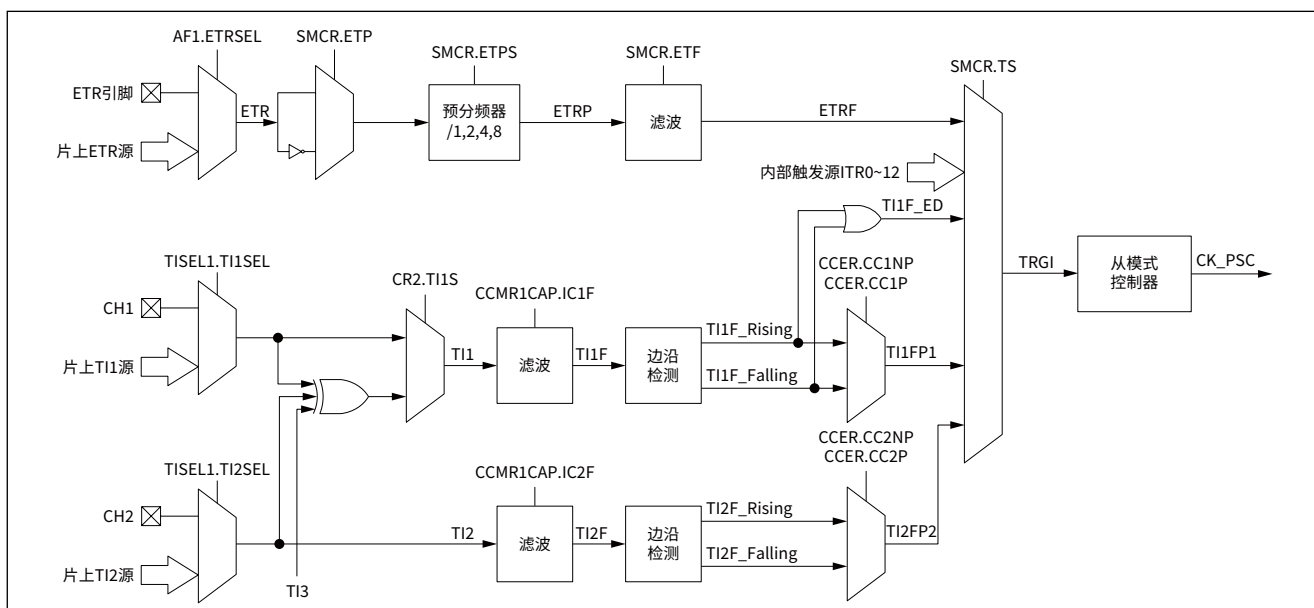 AF1.ETRSEL
SMCR.ETP
SMCR.ETPS
SMCR.ETF
SMCR.TS
ETR引脚
ETR
预分频器
/1,2,4,8
ETRP
滤波
ETRF
片上ETR源
内部触发源ITR0~12
TI1F_ED
TISEL1.TI1SEL
CR2.TI1S
CCMR1CAP.IC1F
CCER.CC1NP
CCER.CC1P
TRGI
从模式
控制器
CK_PSC
CH1
TI1
滤波
TI1F
边沿
检测
TI1F_Rising
TI1F_Falling
TI1FP1
片上TI1源
TISEL1.TI2SEL
CCMR1CAP.IC2F
CCER.CC2NP
CCER.CC2P
CH2
TI2
滤波
TI2F
边沿
检测
TI2F_Rising
TI2F_Falling
TI2FP2
片上TI2源
TI3